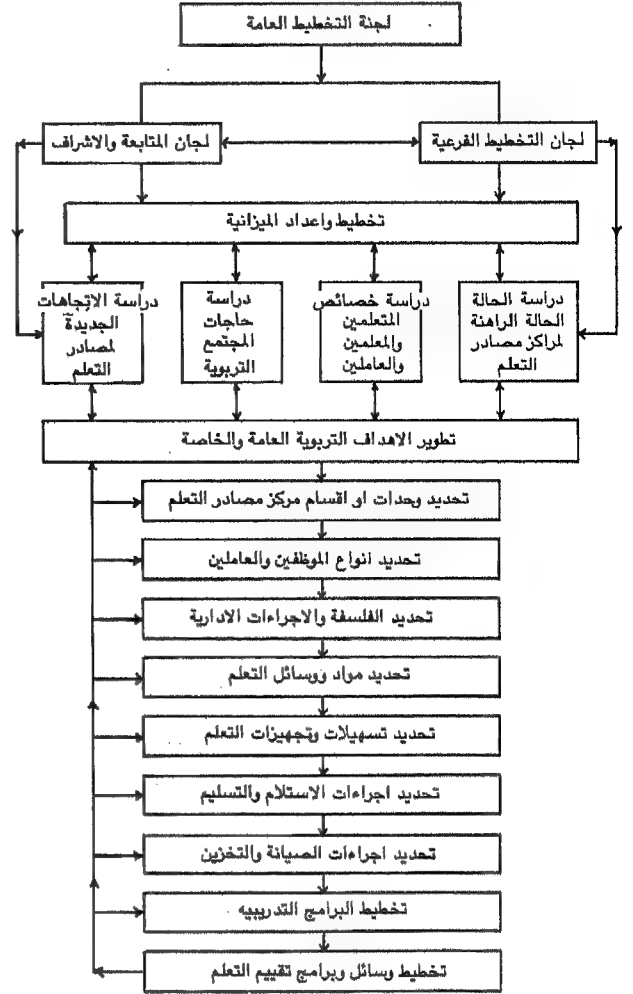 لجنة التخطيط العامة
لجان التخطيط الفرعية
لجان المتابعة والاشراف
تخطيط واعداد الميزانية
دراسة الحالة
الحالة الراهنة
لمراكز مصادر
التعلم
دراسة خصائص
المتعلمين
والمعلمين
والعاملين
دراسة
حاجات
المجتمع
التربوية
دراسة الإتجاهات
الجديدة
لمصادر
التعلم
تطوير الاهداف التربوية العامة والخاصة
تحديد وحدات او اقسام مركز مصادر التعلم
تحديد انواع الموظفين والعاملين
تحديد الفلسفة والاجراءات الادارية
تحديد مواد ووسائل التعلم
تحديد تسهيلات وتجهيزات التعلم
تحديد اجراءات الاستلام والتسليم
تحديد اجراءات الصيانة والتخزين
تخطيط البرامج التدريبيه
تخطيط وسائل وبرامج تقييم التعلم